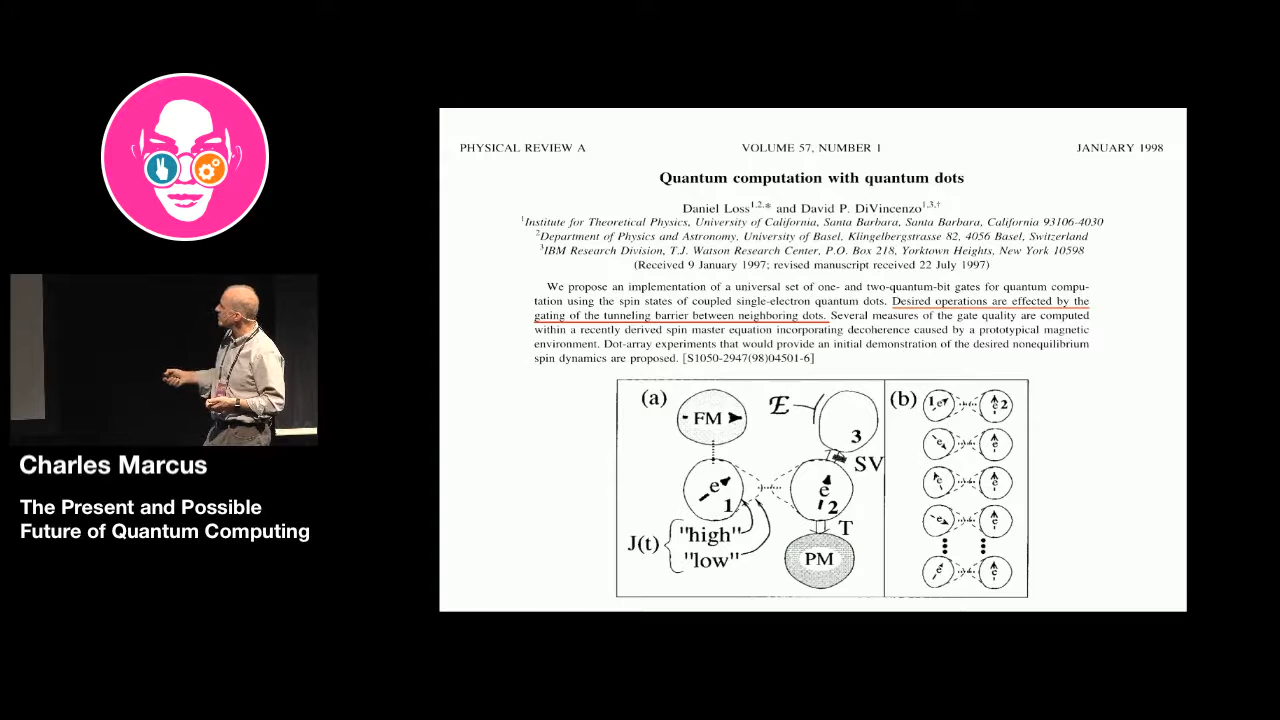 PHYSICAL REVIEW A VOLUME 57, NUMBER 1 JANUARY 1998
Quantum computation with quantum dots
Daniel Loss1,2,* and David P. DiVincenzo1,3,†
1Institute for Theoretical Physics, University of California, Santa Barbara, Santa Barbara, California 93106-4030
2Department of Physics and Astronomy, University of Basel, Klingelbergstrasse 82, 4056 Basel, Switzerland
3IBM Research Division, T.J. Watson Research Center, P.O. Box 218, Yorktown Heights, New York 10598
(Received 9 January 1997; revised manuscript received 22 July 1997)
We propose an implementation of a universal set of one- and two-quantum-bit gates for quantum compu-
tation using the spin states of coupled single-electron quantum dots. Desired operations are effected by the
gating of the tunneling barrier between neighboring dots. Several measures of the gate quality are computed
within a recently derived spin master equation incorporating decoherence caused by a prototypical magnetic
environment. Dot-array experiments that would provide an initial demonstration of the desired nonequilibrium
spin dynamics are proposed. [S1050-2947(98)04501-6]
(a) FM ℰ 3 SV
e 1 e 2
J(t) "high" "low" T
PM
(b) 1 e e 2
e e
e e
e e
e e
Charles Marcus
The Present and Possible
Future of Quantum Computing